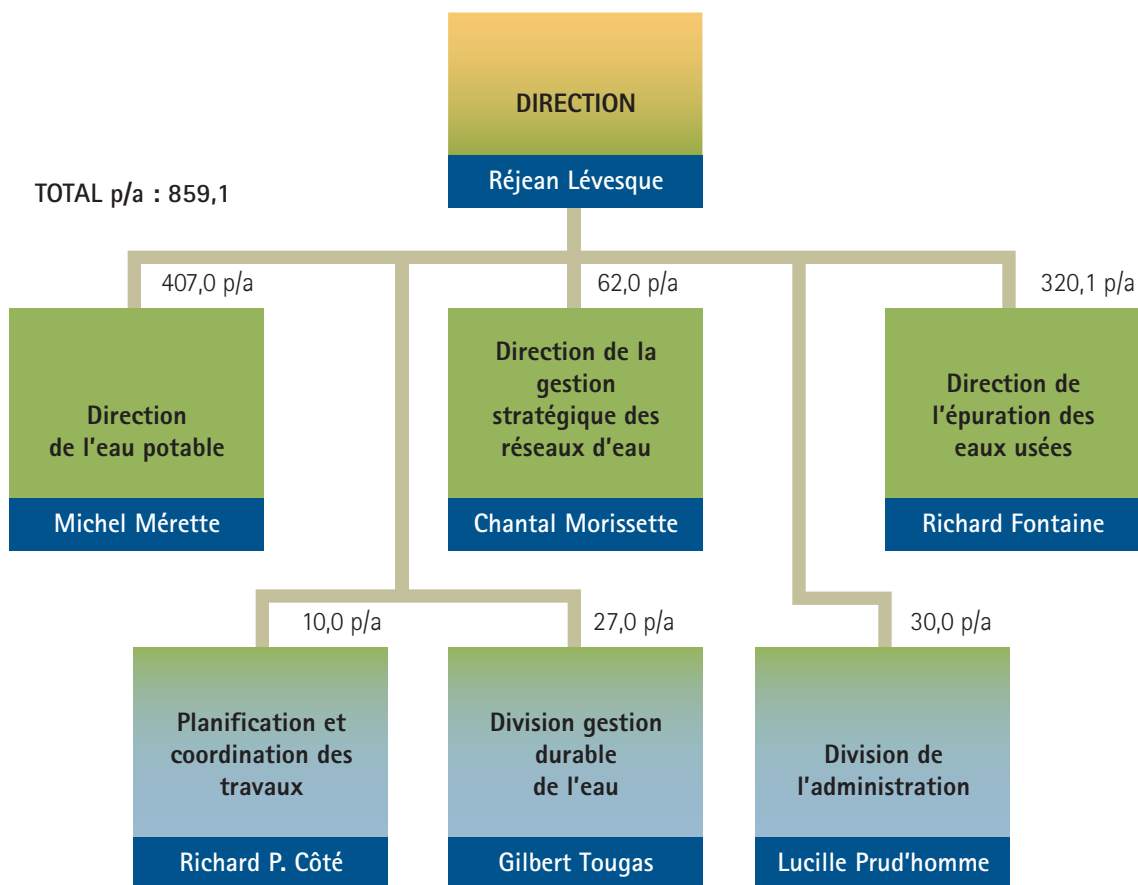 DIRECTION
Réjean Lévesque
TOTAL p/a : 859,1
407,0 p/a
62,0 p/a
320,1 p/a
Direction
de l'eau potable
Michel Mérette
Direction de la
gestion
stratégique des
réseaux d'eau
Chantal Morissette
Direction de
l'épuration des
eaux usées
Richard Fontaine
10,0 p/a
27,0 p/a
30,0 p/a
Planification et
coordination des
travaux
Richard P. Côté
Division gestion
durable
de l'eau
Gilbert Tougas
Division de
l'administration
Lucille Prud'homme